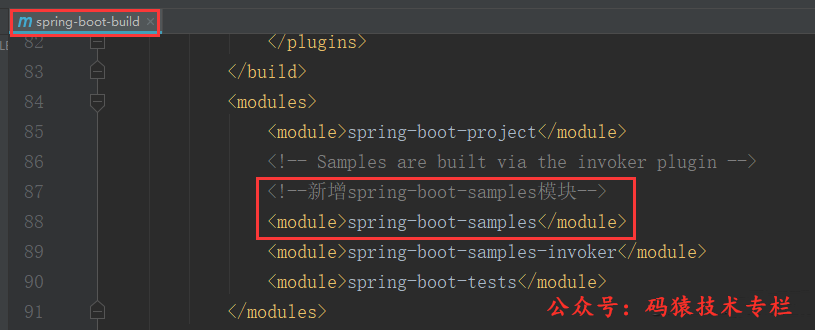 m spring-boot-build ×
LE
82 </plugins>
83 </build>
84 <modules>
85 <module>spring-boot-project</module>
86 <!-- Samples are built via the invoker plugin -->
87 <!--新增spring-boot-samples模块-->
88 <module>spring-boot-samples</module>
89 <module>spring-boot-samples-invoker</module>
90 <module>spring-boot-tests</module>
91 </modules>
公众号：码猿技术专栏